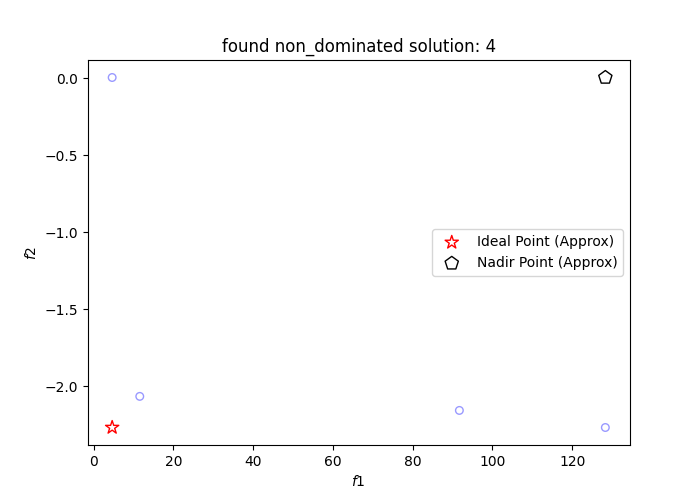 found non_dominated solution: 4
0.0
−0.5
−1.0
−1.5
−2.0
f2
Ideal Point (Approx)
Nadir Point (Approx)
0
20
40
60
80
100
120
f1